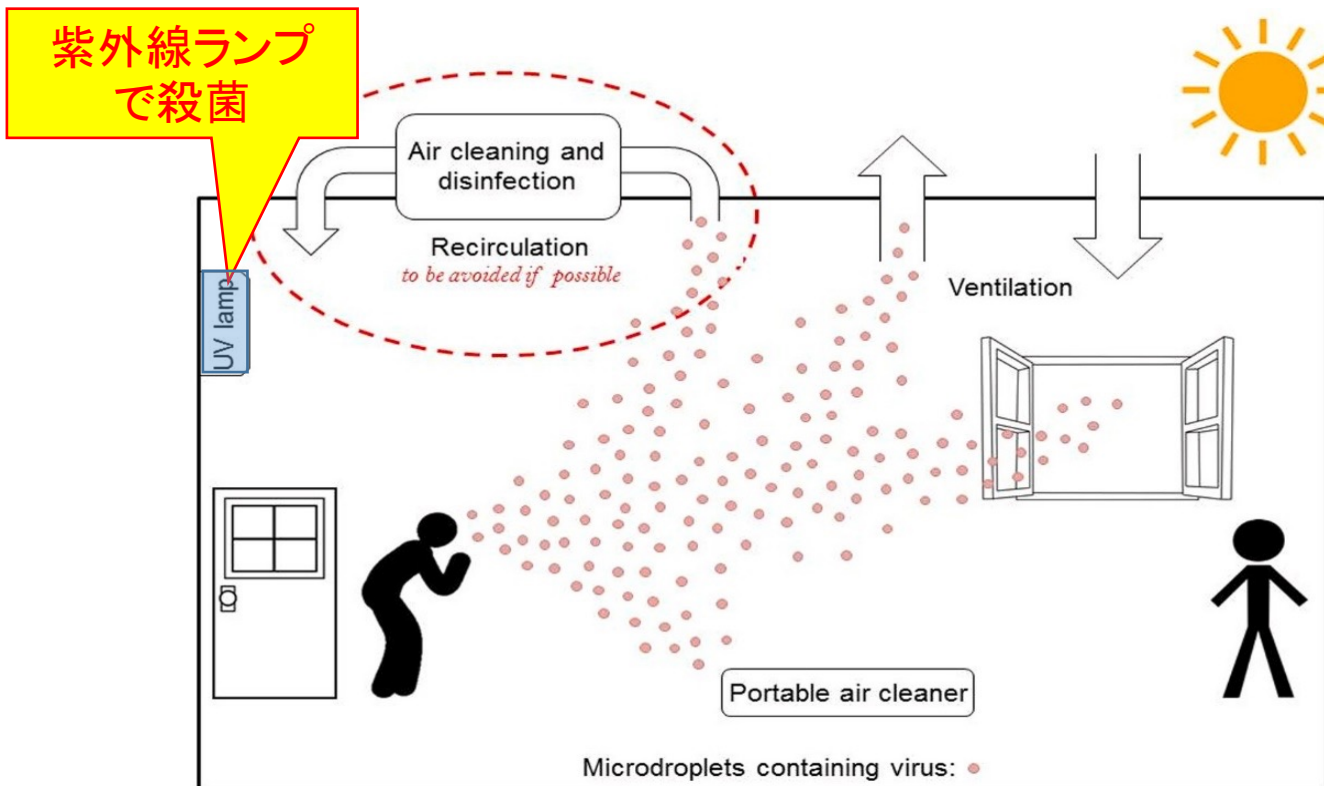 紫外線ランプ
で殺菌
Air cleaning and
disinfection
Recirculation
to be avoided if possible
UV lamp
Ventilation
Portable air cleaner
Microdroplets containing virus: